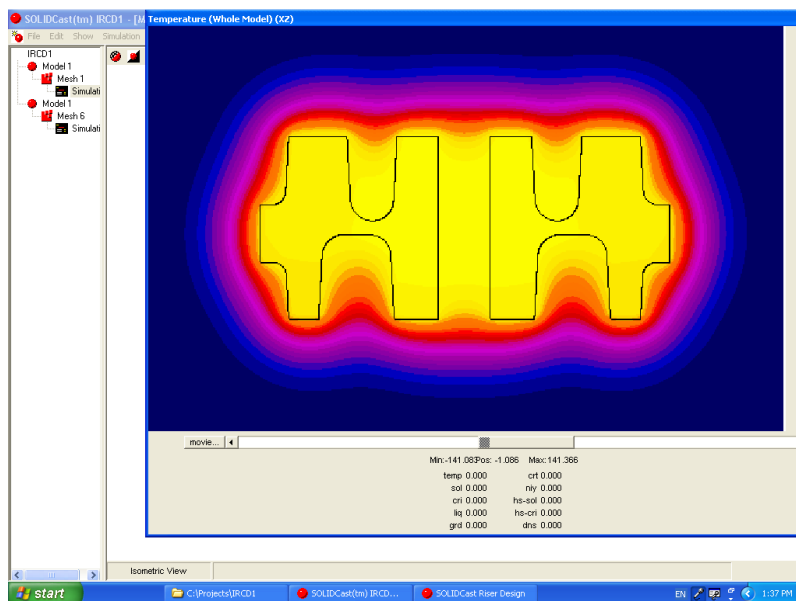 SOLIDCast(tm) IRCD1 - [M
Temperature (Whole Model) (XZ)
File Edit Show Simulation
IRCD1
Model 1
Mesh 1
Simulati
Model 1
Mesh 6
Simulati
movie...
Min:-141.083Pos: -1.086 Max:141.366
temp 0.000 crt 0.000
sol 0.000 niy 0.000
cri 0.000 hs-sol 0.000
liq 0.000 hs-cri 0.000
grd 0.000 dns 0.000
Isometric View
start
C:\Projects\IRCD1
SOLIDCast(tm) IRCD...
SOLIDCast Riser Design
EN
1:37 PM